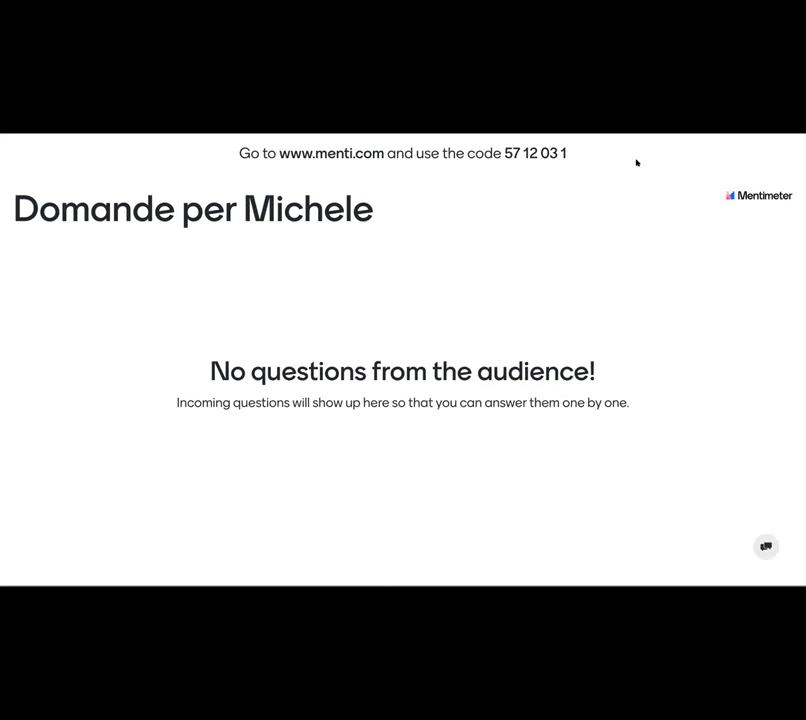 Go to www.menti.com and use the code 57 12 03 1
Domande per Michele
Mentimeter
No questions from the audience!
Incoming questions will show up here so that you can answer them one by one.